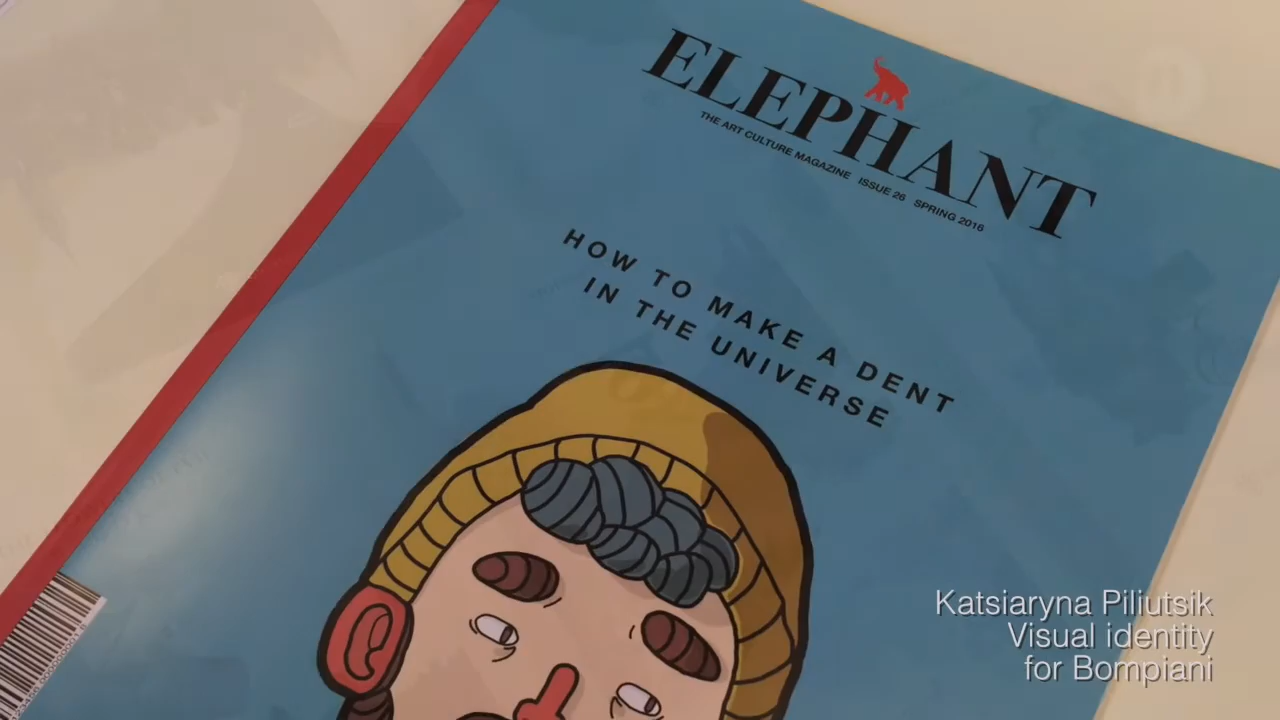 ELEPHANT
THE ART CULTURE MAGAZINE ISSUE 26 SPRING 2016
HOW TO MAKE A DENT
IN THE UNIVERSE
Katsiaryna Piliutsik
Visual identity
for Bompiani